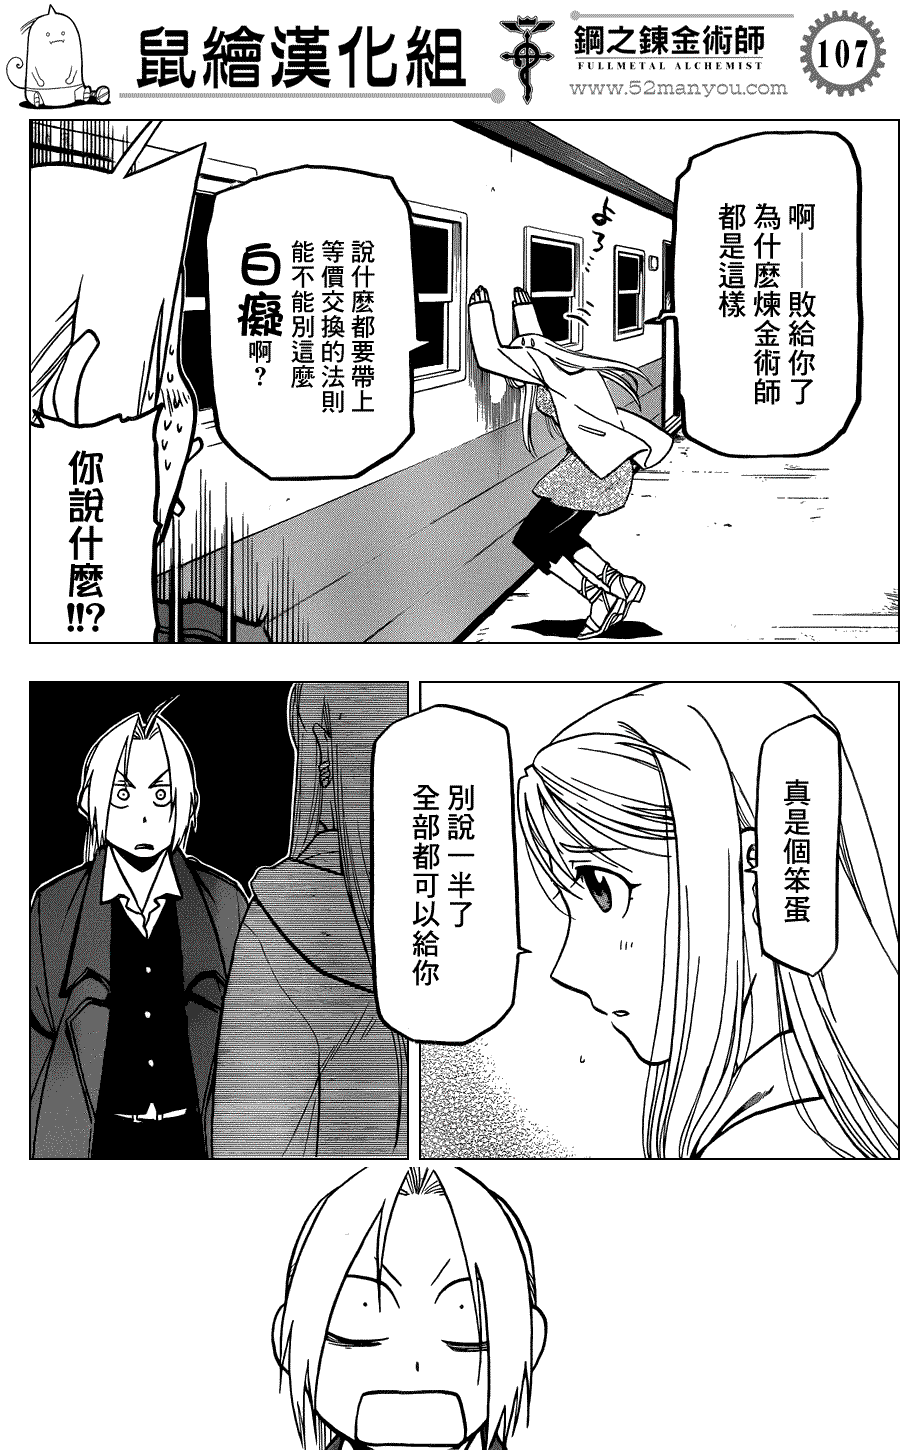 鼠繪漢化組
鋼之鍊金術師
FULLMETAL ALCHEMIST
www.52manyou.com
107
啊——敗給你了
為什麽煉金術師
都是這樣
よろ
說什麽都要帶上
等價交換的法則
能不能別這麼
白癡啊?
你說什麼!!?
真是個笨蛋
別說一半了
全部都可以給你